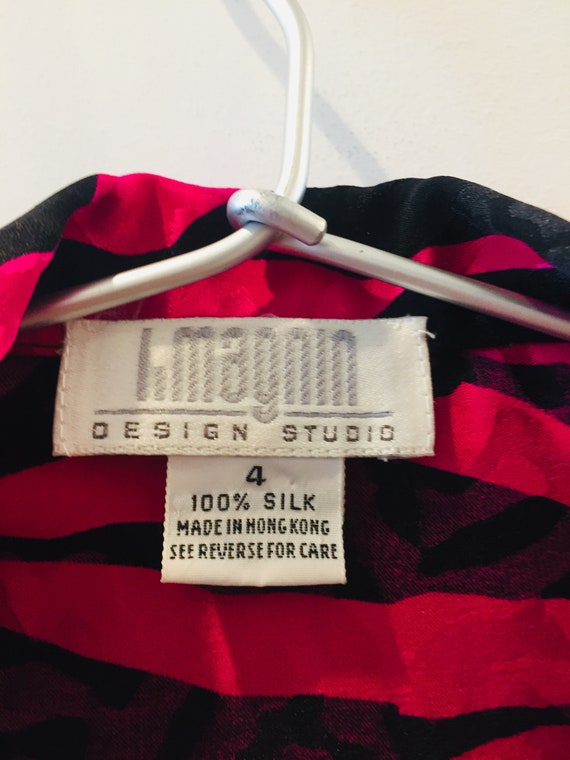 I.magnin
DESIGN STUDIO
4
100% SILK
MADE IN HONG KONG
SEE REVERSE FOR CARE